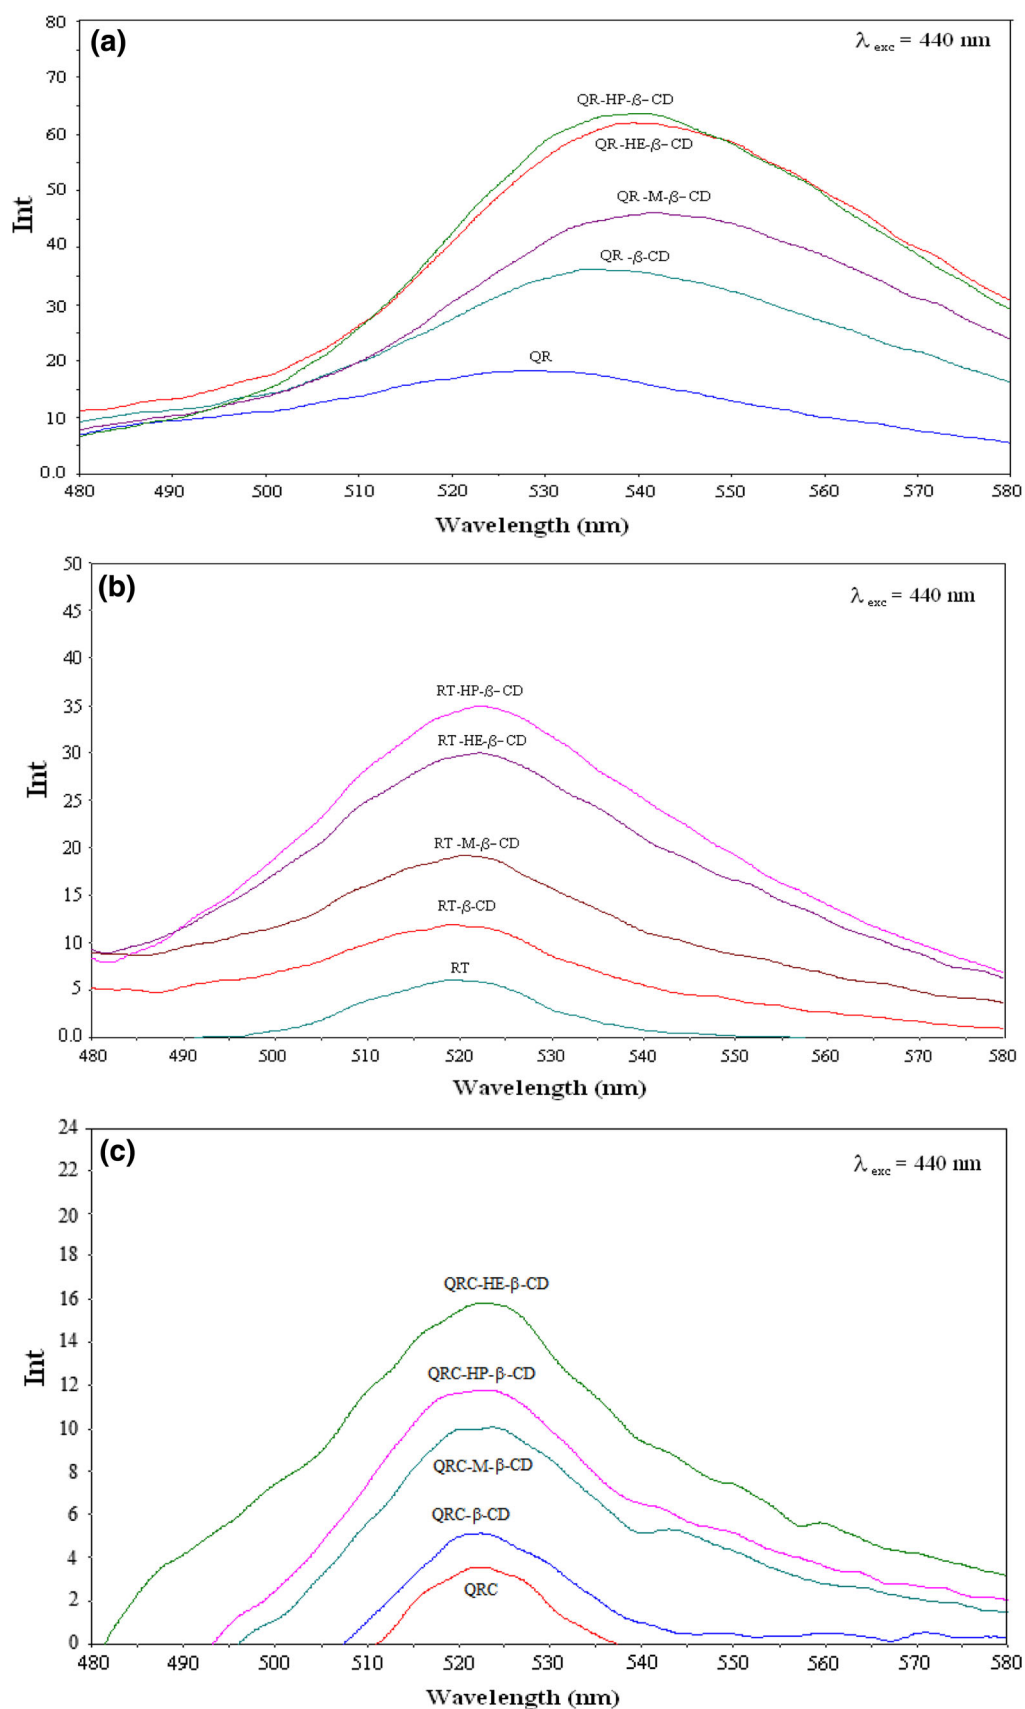 (a)
λ exc = 440 nm
80
70
60
50
40
30
20
10
0.0
Int
QR-HP-β-CD
QR-HE-β-CD
QR-M-β-CD
QR-β-CD
QR
480 490 500 510 520 530 540 550 560 570 580
Wavelength (nm)
(b)
λ exc = 440 nm
50
45
40
35
30
25
20
15
10
5
0.0
Int
RT-HP-β-CD
RT-HE-β-CD
RT-M-β-CD
RT-β-CD
RT
480 490 500 510 520 530 540 550 560 570 580
Wavelength (nm)
(c)
λ exc = 440 nm
24
22
20
18
16
14
12
10
8
6
4
2
0
Int
QRC-HE-β-CD
QRC-HP-β-CD
QRC-M-β-CD
QRC-β-CD
QRC
480 490 500 510 520 530 540 550 560 570 580
Wavelength (nm)